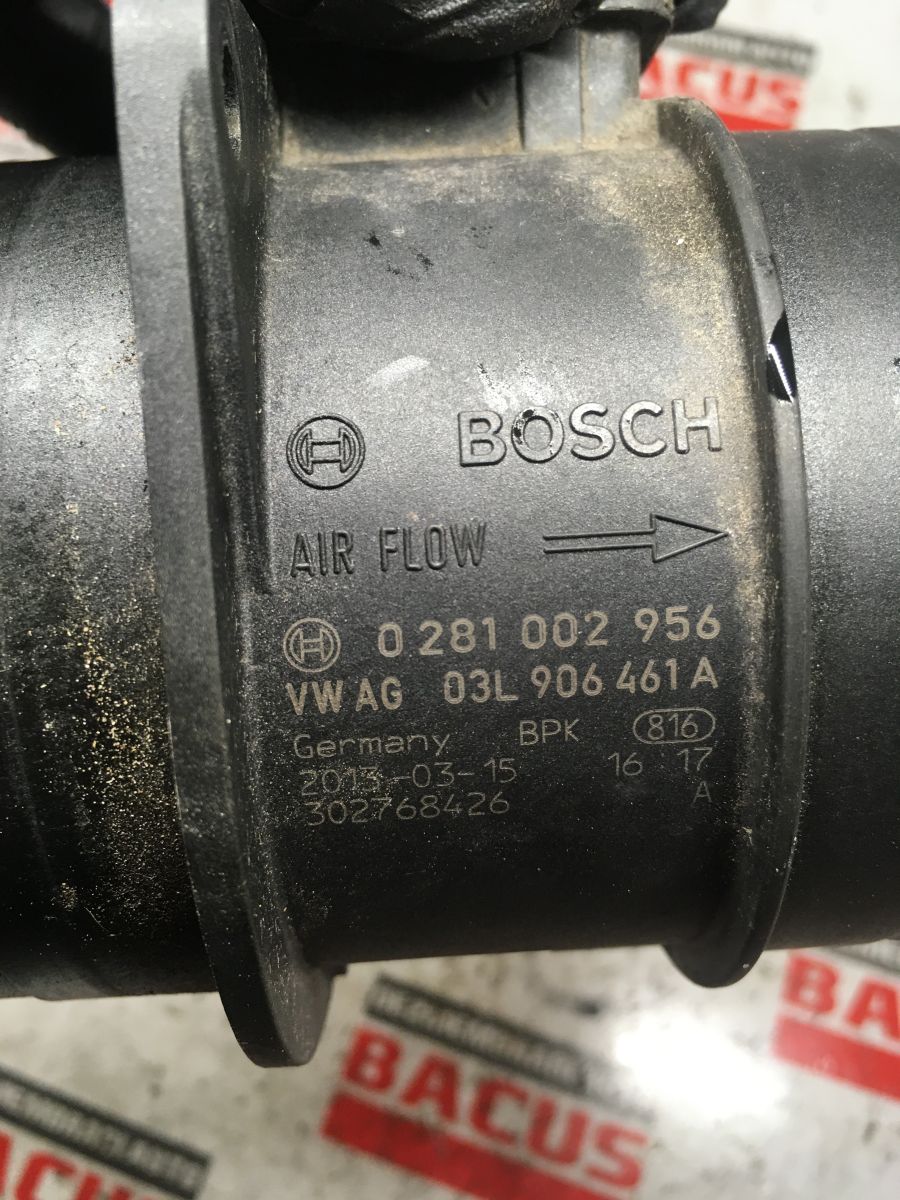 BACUS
BOSCH
AIR FLOW
0 281 002 956
VW AG 03L 906 461 A
Germany BPK 816
2013-03-15 16 17
302768426 A
BACUS
BACUS